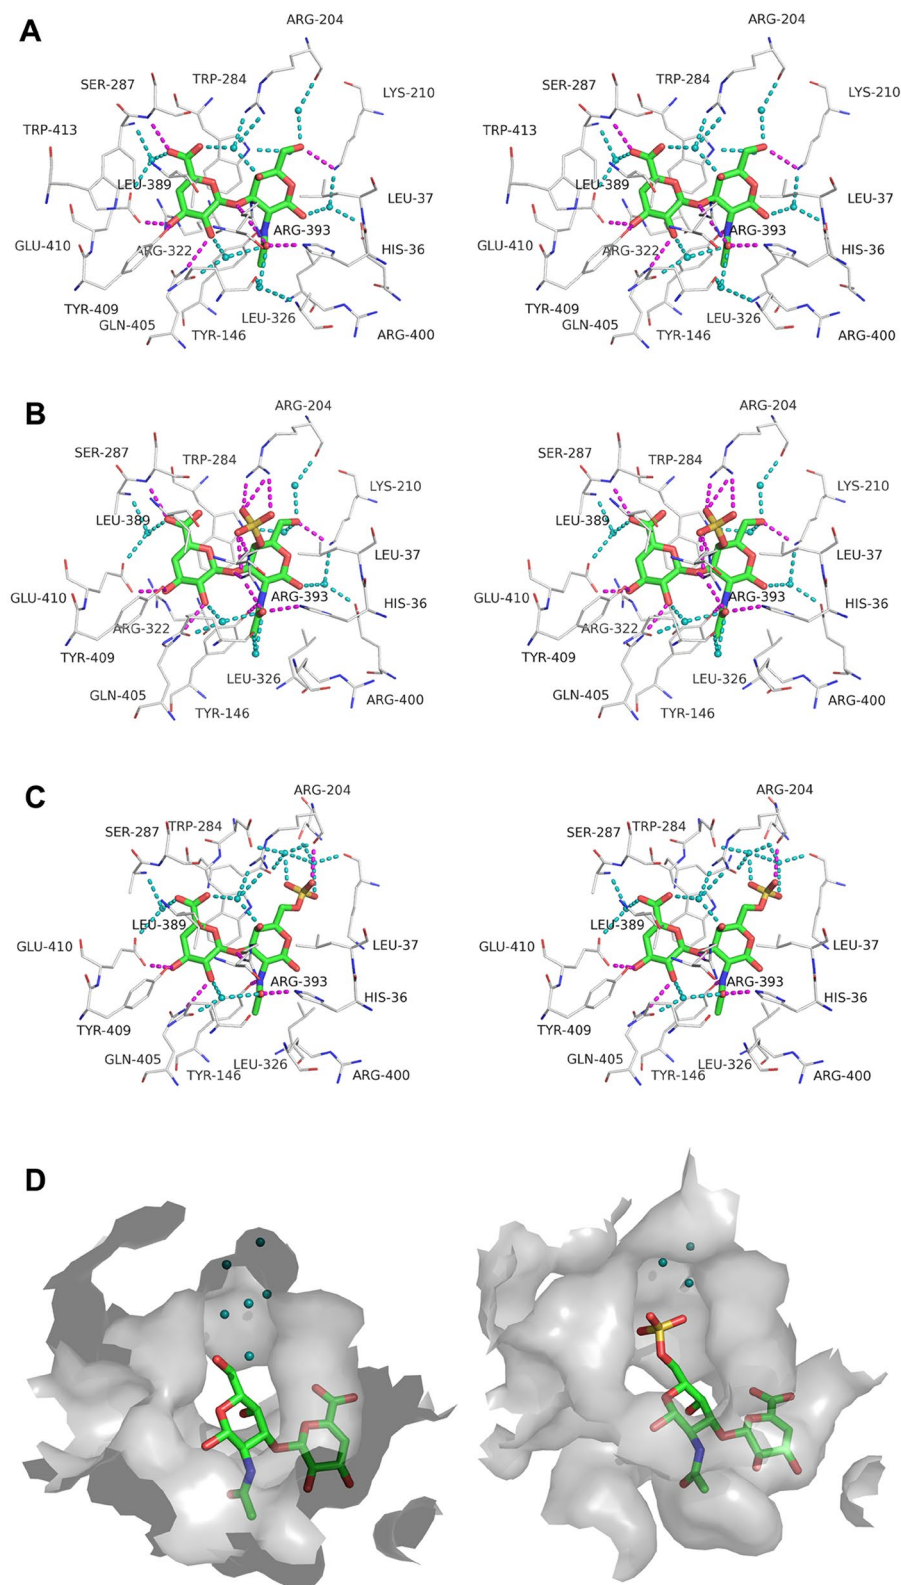 A
ARG-204 ARG-204
SER-287 TRP-284 SER-287 TRP-284
LYS-210 LYS-210
TRP-413 TRP-413
LEU-389 LEU-37 LEU-389 LEU-37
ARG-393 ARG-393
GLU-410 ARG-322 HIS-36 GLU-410 ARG-322 HIS-36
TYR-409 TYR-409
GLN-405 TYR-146 LEU-326 ARG-400 GLN-405 TYR-146 LEU-326 ARG-400
B
ARG-204 ARG-204
SER-287 TRP-284 SER-287 TRP-284
LYS-210 LYS-210
LEU-389 LEU-389
LEU-37 LEU-37
GLU-410 ARG-393 HIS-36 GLU-410 ARG-393 HIS-36
ARG-322 ARG-322
TYR-409 TYR-409
GLN-405 LEU-326 ARG-400 GLN-405 LEU-326 ARG-400
TYR-146 TYR-146
C
ARG-204 ARG-204
SER-287 TRP-284 SER-287 TRP-284
LEU-389 LEU-389
GLU-410 LEU-37 GLU-410 LEU-37
ARG-393 ARG-393
TYR-409 HIS-36 TYR-409 HIS-36
GLN-405 TYR-146 LEU-326 ARG-400 GLN-405 TYR-146 LEU-326 ARG-400
D